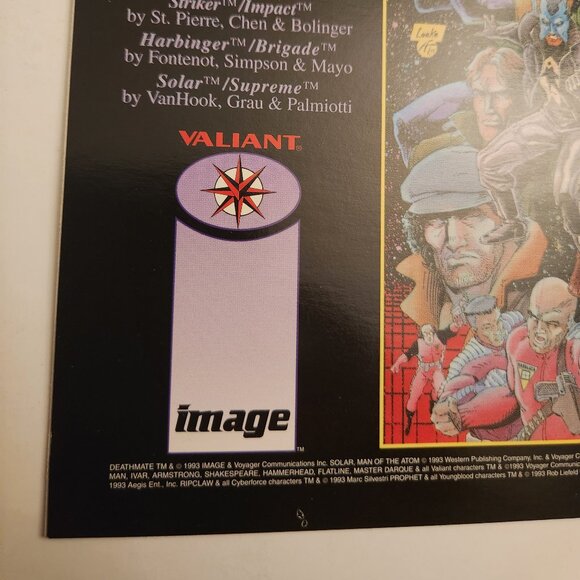 Striker™/Impact™
by St. Pierre, Chen & Bolinger
Harbinger™/Brigade™
by Fontenot, Simpson & Mayo
Solar™/Supreme™
by VanHook, Grau & Palmiotti
VALIANT®
image™
DEATHMATE TM & © 1993 IMAGE & Voyager Communications Inc. SOLAR, MAN OF THE ATOM © 1993 Western Publishing Company, Inc. &
MAN, IVAR, ARMSTRONG, SHAKESPEARE, HAMMERHEAD, FLATLINE, MASTER DARQUE & all Valiant characters TM & ©1993 Voyager Commun
1993 Aegis Ent., Inc. RIPCLAW & all Cyberforce characters TM & © 1993 Marc Silvestri PROPHET & all Youngblood characters TM & © 1993 Rob Liefeld